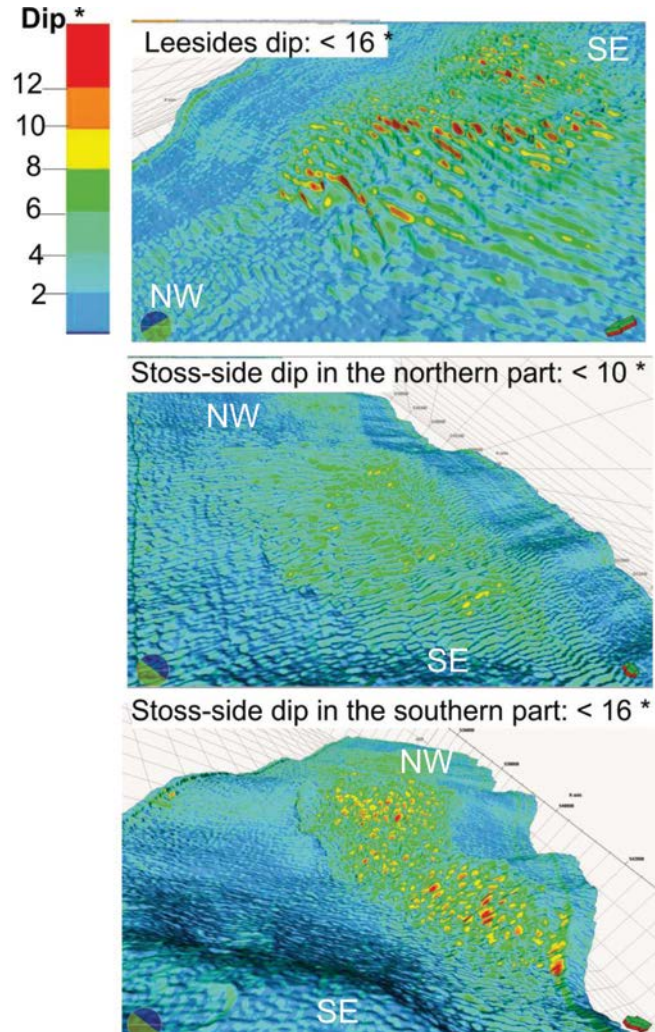 Dip *
Leesides dip: < 16 *
SE
12
10
8
6
4
2
NW
Stoss-side dip in the northern part: < 10 *
NW
SE
Stoss-side dip in the southern part: < 16 *
NW
SE